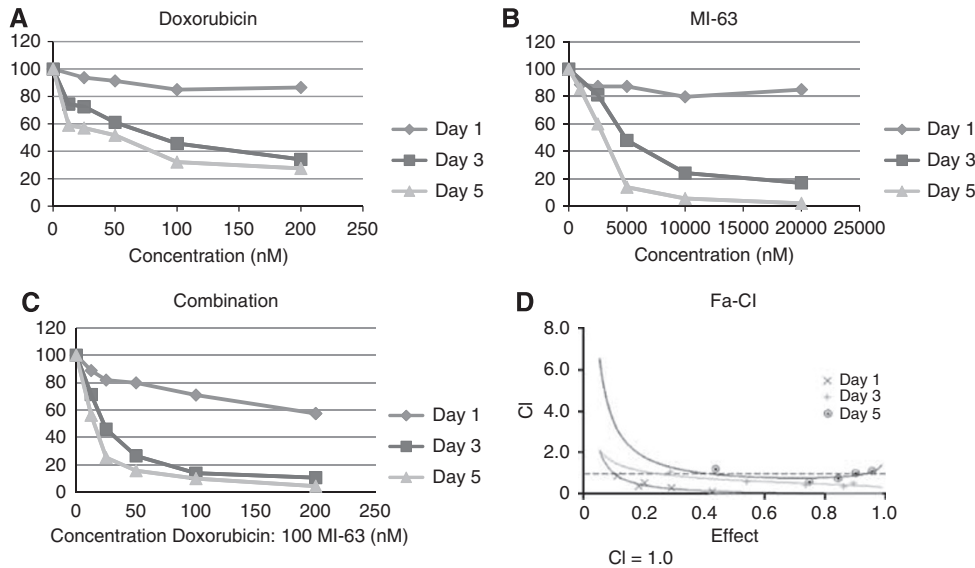 A
Doxorubicin
120
100
80
60
40
20
0
0 50 100 150 200 250
Concentration (nM)
Day 1
Day 3
Day 5
B
MI-63
120
100
80
60
40
20
0
0 5000 10000 15000 20000 25000
Concentration (nM)
Day 1
Day 3
Day 5
C
Combination
120
100
80
60
40
20
0
0 50 100 150 200 250
Concentration Doxorubicin: 100 MI-63 (nM)
Day 1
Day 3
Day 5
D
Fa-CI
8.0
6.0
4.0
2.0
0
CI
0 0.2 0.4 0.6 0.8 1.0
Effect
CI = 1.0
Day 1
Day 3
Day 5